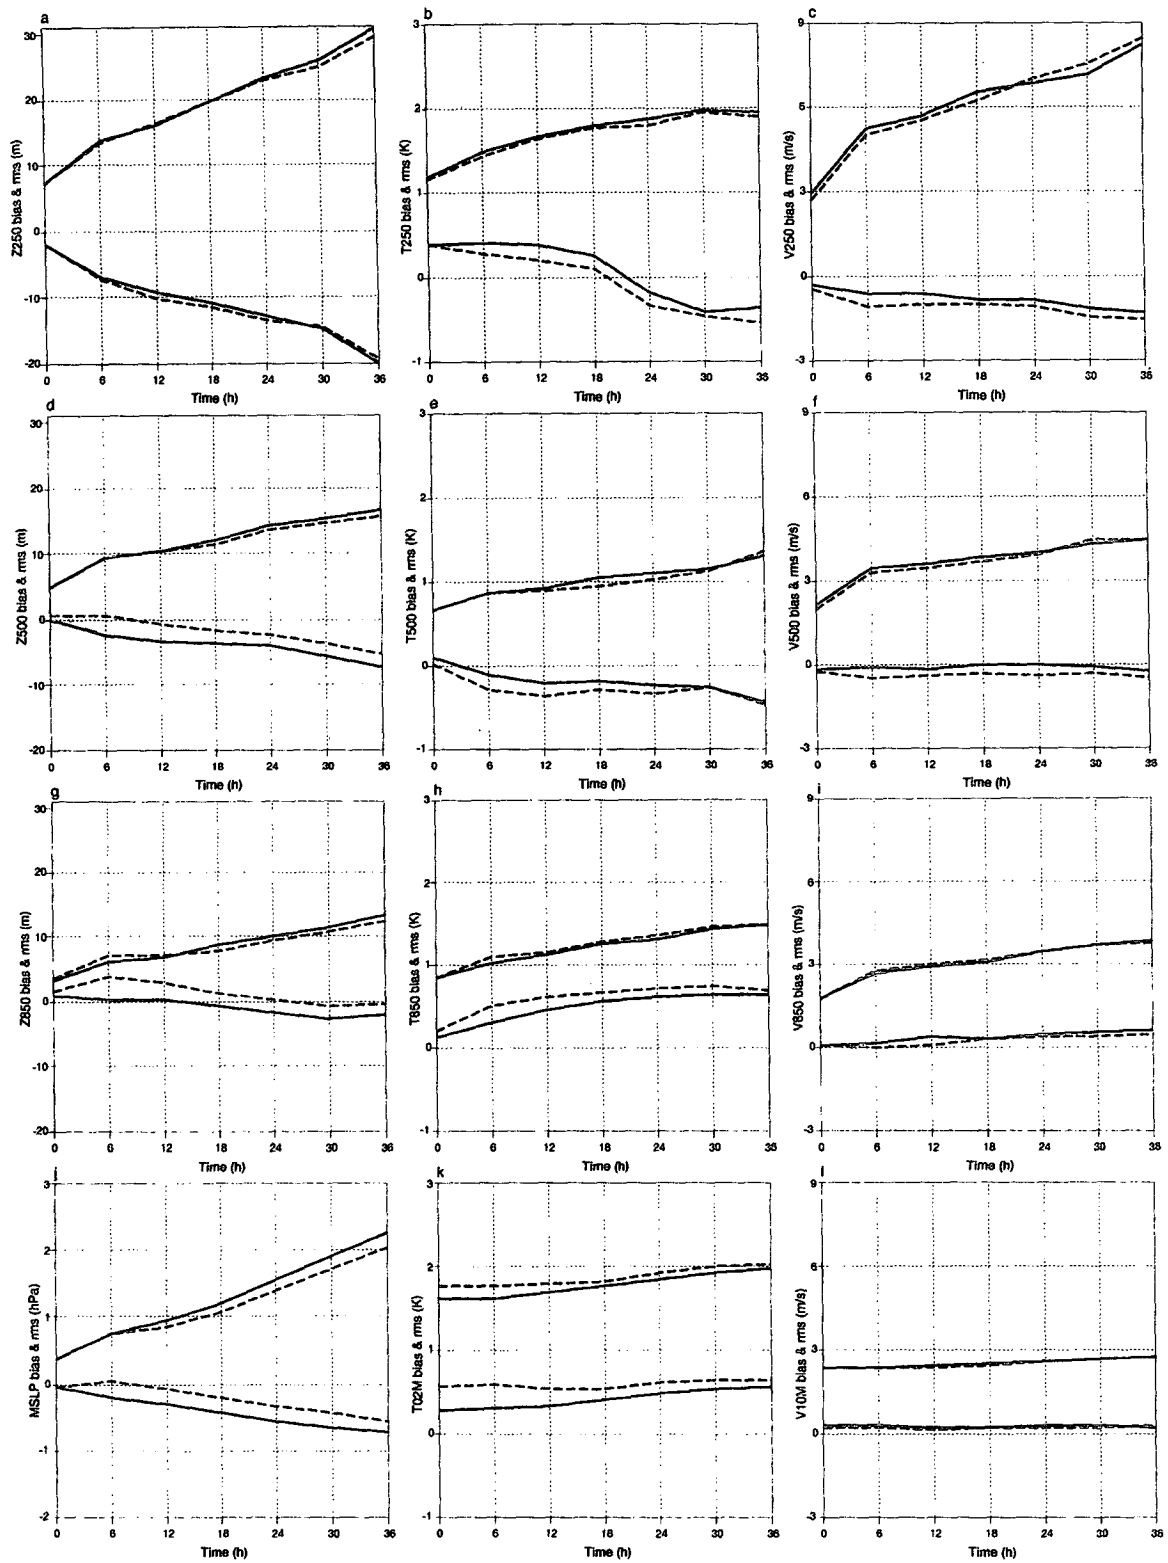 a
Z250 bias & rms (m)
30
20
10
0
-10
-20
0 6 12 18 24 30 36
Time (h)
b
T250 bias & rms (K)
3
2
1
0
-1
0 6 12 18 24 30 36
Time (h)
c
V250 bias & rms (m/s)
9
6
3
0
-3
0 6 12 18 24 30 36
Time (h)
d
Z500 bias & rms (m)
30
20
10
0
-10
-20
0 6 12 18 24 30 36
Time (h)
e
T500 bias & rms (K)
3
2
1
0
-1
0 6 12 18 24 30 36
Time (h)
f
V500 bias & rms (m/s)
9
6
3
0
-3
0 6 12 18 24 30 36
Time (h)
g
Z850 bias & rms (m)
30
20
10
0
-10
-20
0 6 12 18 24 30 36
Time (h)
h
T850 bias & rms (K)
3
2
1
0
-1
0 6 12 18 24 30 36
Time (h)
i
V850 bias & rms (m/s)
9
6
3
0
-3
0 6 12 18 24 30 36
Time (h)
j
MSLP bias & rms (hPa)
3
2
1
0
-1
-2
0 6 12 18 24 30 36
Time (h)
k
T02M bias & rms (K)
3
2
1
0
-1
0 6 12 18 24 30 36
Time (h)
l
V10M bias & rms (m/s)
9
6
3
0
-3
0 6 12 18 24 30 36
Time (h)